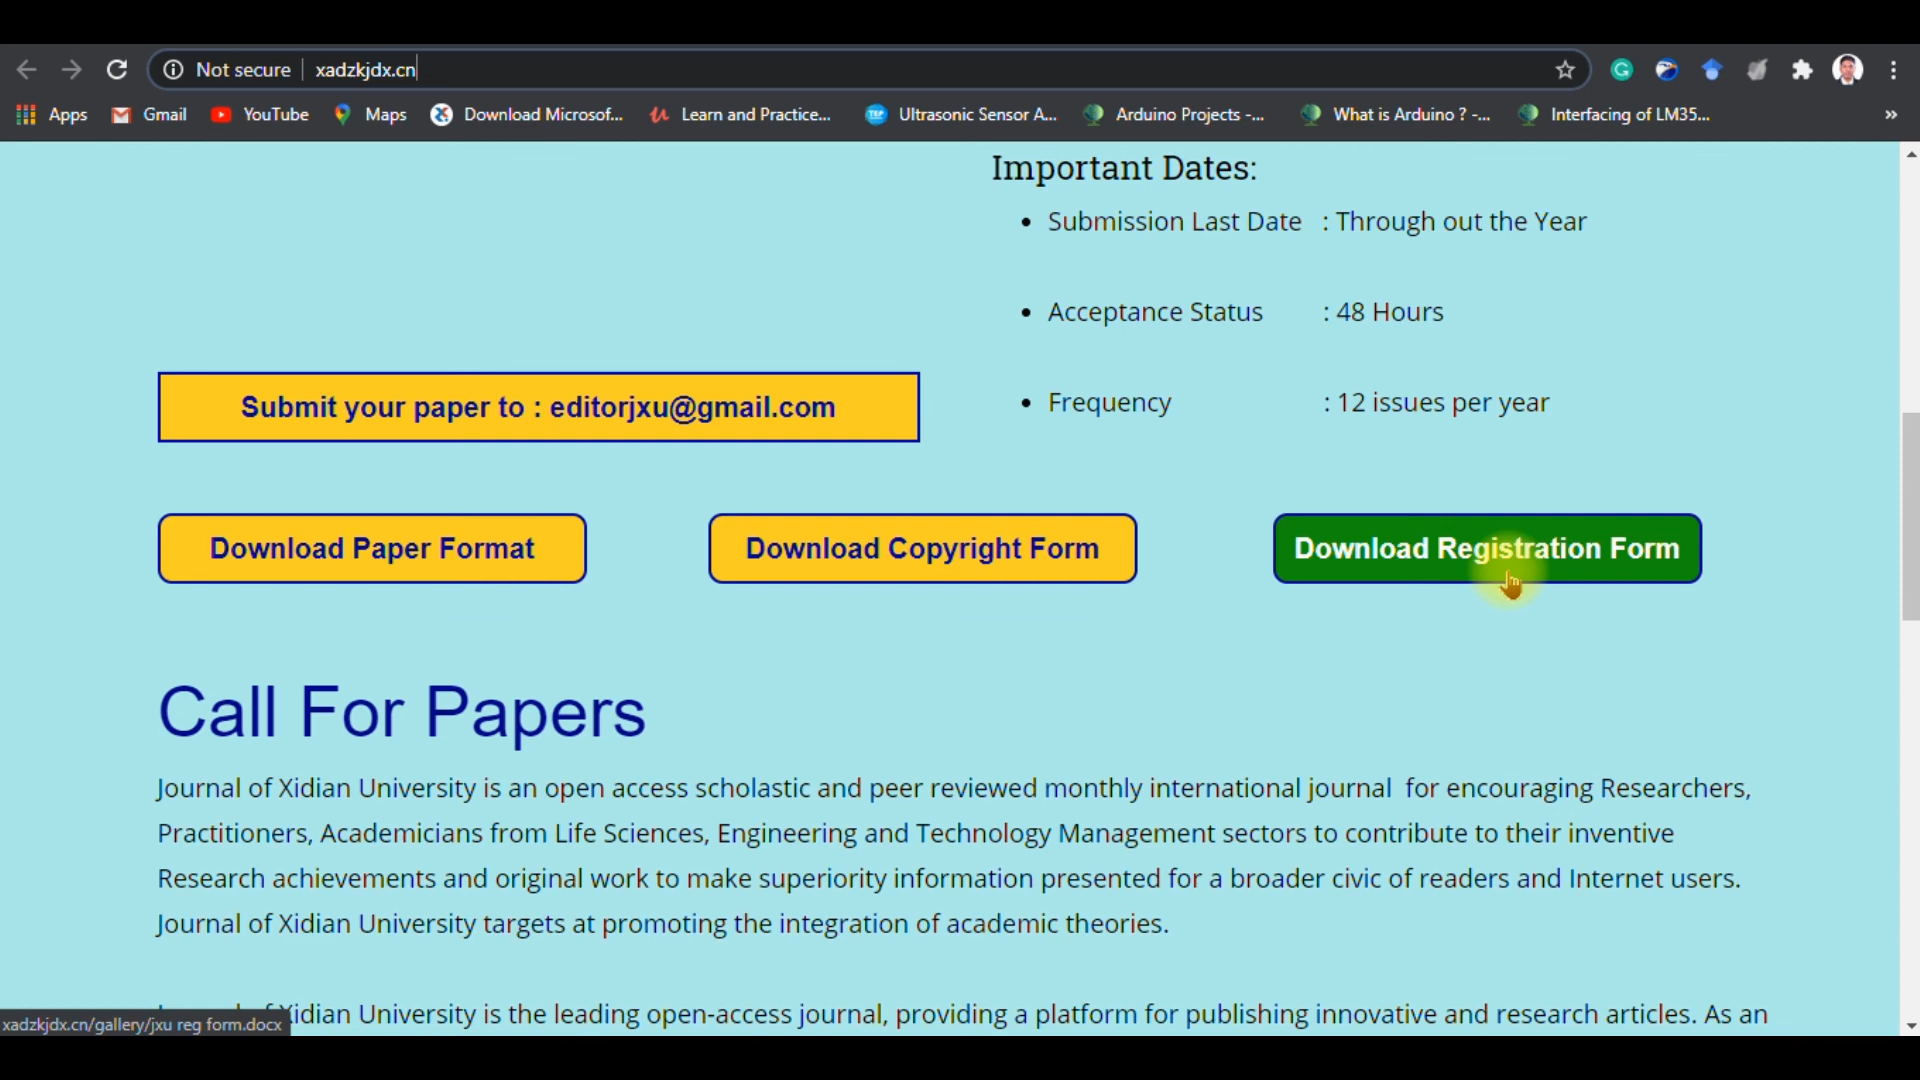 Not secure | xadzkjdx.cn
Apps Gmail YouTube Maps Download Microsof... Learn and Practice... Ultrasonic Sensor A... Arduino Projects -... What is Arduino ? -... Interfacing of LM35... »
Important Dates:
• Submission Last Date : Through out the Year
• Acceptance Status : 48 Hours
Submit your paper to : editorjxu@gmail.com
• Frequency : 12 issues per year
Download Paper Format
Download Copyright Form
Download Registration Form
Call For Papers
Journal of Xidian University is an open access scholastic and peer reviewed monthly international journal for encouraging Researchers,
Practitioners, Academicians from Life Sciences, Engineering and Technology Management sectors to contribute to their inventive
Research achievements and original work to make superiority information presented for a broader civic of readers and Internet users.
Journal of Xidian University targets at promoting the integration of academic theories.
Xidian University is the leading open-access journal, providing a platform for publishing innovative and research articles. As an
xadzkjdx.cn/gallery/jxu reg form.docx